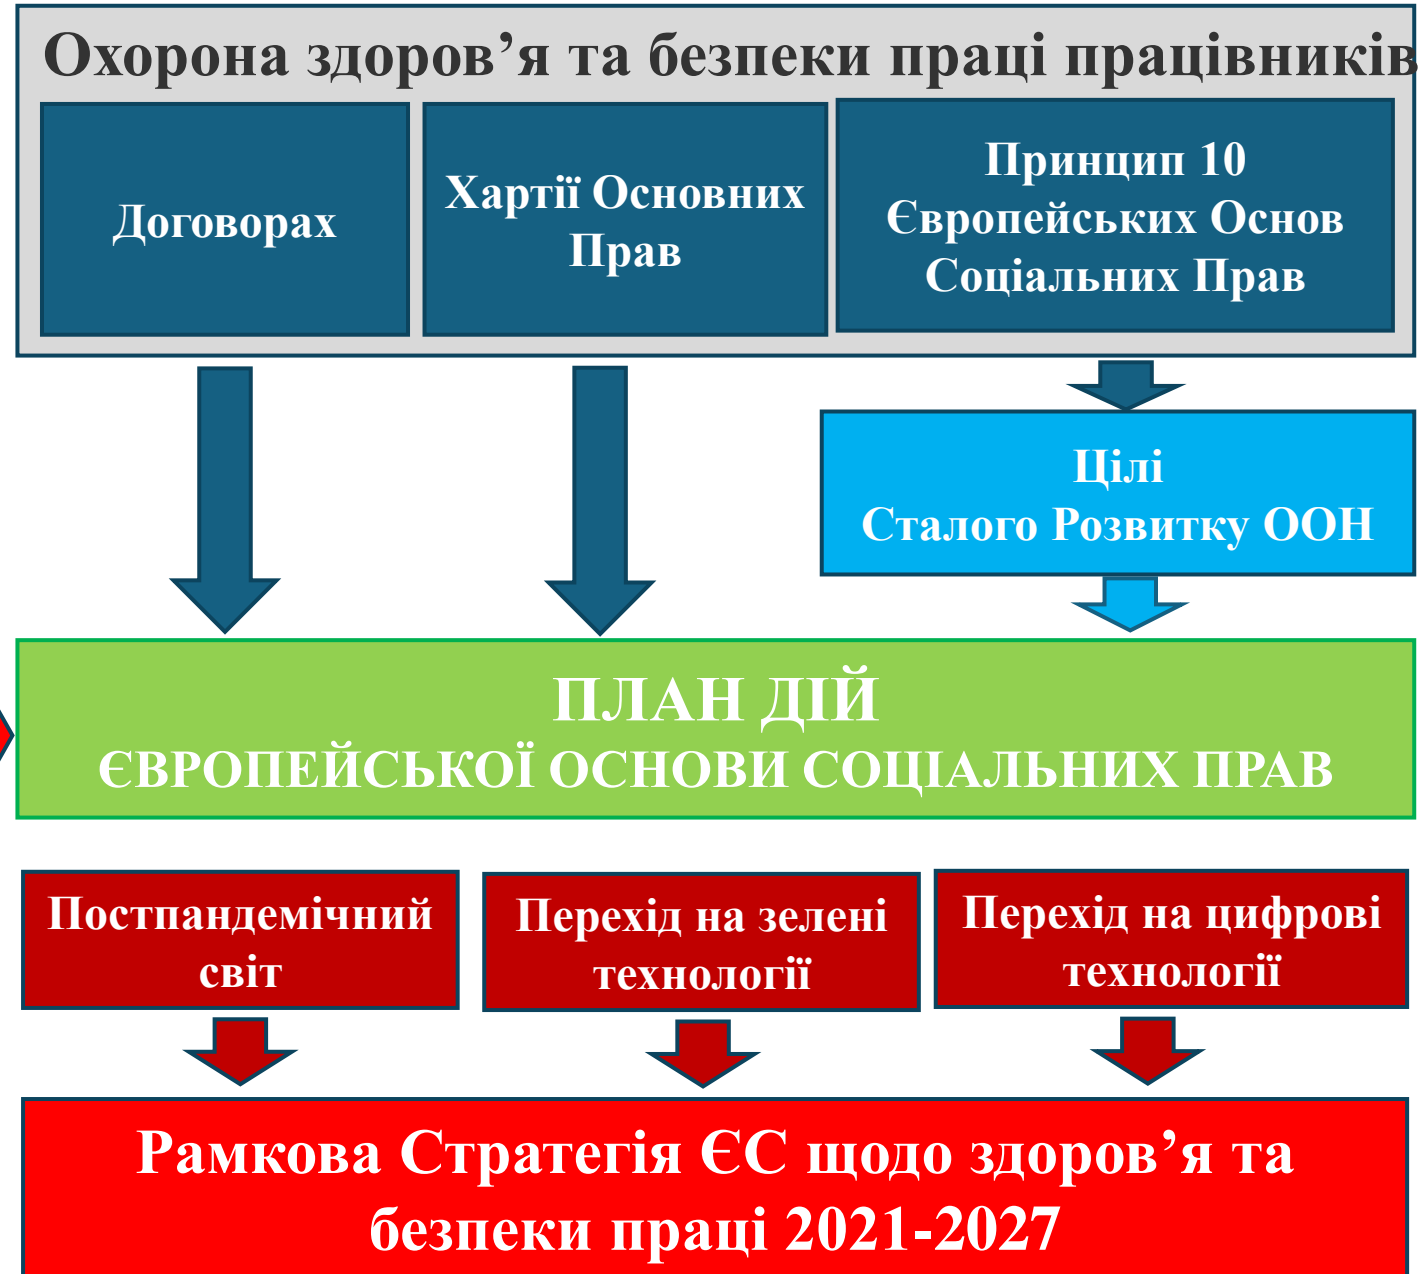 Охорона здоров’я та безпеки праці працівників
Договорах
Хартії Основних
Прав
Принцип 10
Європейських Основ
Соціальних Прав
Цілі
Сталого Розвитку ООН
ПЛАН ДІЙ
ЄВРОПЕЙСЬКОЇ ОСНОВИ СОЦІАЛЬНИХ ПРАВ
Постпандемічний
світ
Перехід на зелені
технології
Перехід на цифрові
технології
Рамкова Стратегія ЄС щодо здоров’я та
безпеки праці 2021-2027